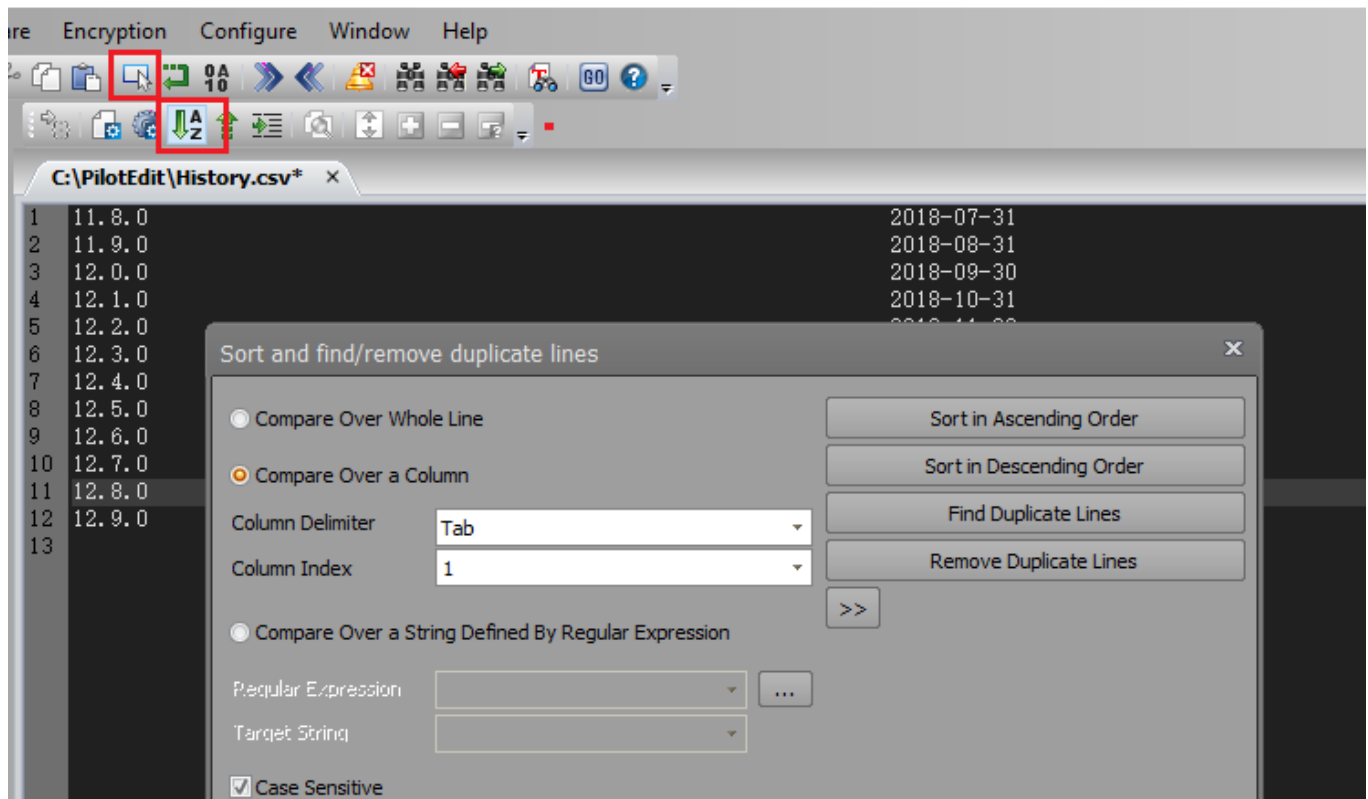 Encryption Configure Window Help
GO
C:\PilotEdit\History.csv* ×
1 11.8.0 2018-07-31
2 11.9.0 2018-08-31
3 12.0.0 2018-09-30
4 12.1.0 2018-10-31
5 12.2.0
6 12.3.0
7 12.4.0
8 12.5.0
9 12.6.0
10 12.7.0
11 12.8.0
12 12.9.0
13
Sort and find/remove duplicate lines
Compare Over Whole Line
Sort in Ascending Order
Compare Over a Column
Sort in Descending Order
Column Delimiter Tab
Find Duplicate Lines
Column Index 1
Remove Duplicate Lines
>>
Compare Over a String Defined By Regular Expression
Regular Expression ...
Target String
Case Sensitive